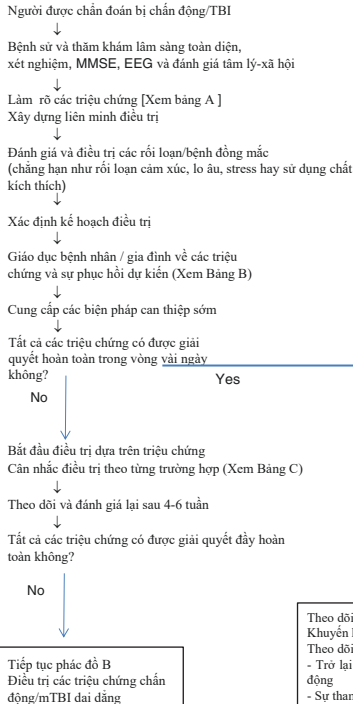 Người được chẩn đoán bị chấn động/TBI
↓
Bệnh sử và thăm khám lâm sàng toàn diện,
xét nghiệm, MMSE, EEG và đánh giá tâm lý-xã hội
↓
Làm rõ các triệu chứng [Xem bảng A ]
Xây dựng liên minh điều trị
↓
Đánh giá và điều trị các rối loạn/bệnh đồng mắc
(chẳng hạn như rối loạn cảm xúc, lo âu, stress hay sử dụng chất
kích thích)
↓
Xác định kế hoạch điều trị
↓
Giáo dục bệnh nhân / gia đình về các triệu
chứng và sự phục hồi dự kiến (Xem Bảng B)
↓
Cung cấp các biện pháp can thiệp sớm
↓
Tất cả các triệu chứng có được giải
quyết hoàn toàn trong vòng vài ngày
không?
Yes
No
Bắt đầu điều trị dựa trên triệu chứng
Cân nhắc điều trị theo từng trường hợp (Xem Bảng C)
↓
Theo dõi và đánh giá lại sau 4-6 tuần
↓
Tất cả các triệu chứng có được giải quyết đầy hoàn
toàn không?
No
Tiếp tục phác đồ B
Điều trị các triệu chứng chấn
động/mTBI dai dẳng
Theo dõi
Khuyến
Theo dõi
- Trở lại
động
- Sự